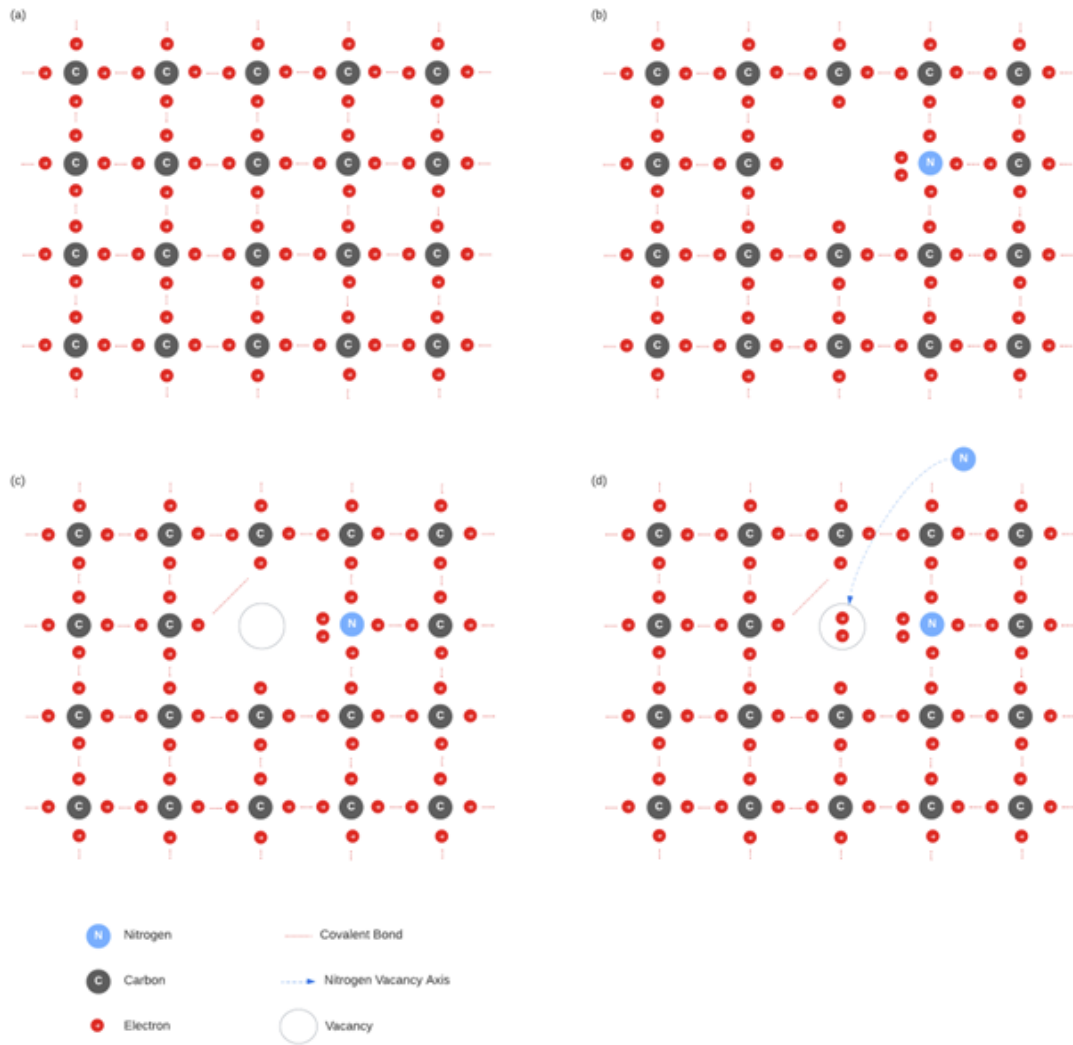 (a)
(b)
C C C C C
C C C C C
C C C C C
C C N C
C C C C C
C C C C C
C C C C C
C C C C C
N
(c)
(d)
C C C C C
C C C C C
C C N C
C C N C
C C C C C
C C C C C
C C C C C
C C C C C
N Nitrogen
Covalent Bond
C Carbon
Nitrogen Vacancy Axis
Electron
Vacancy